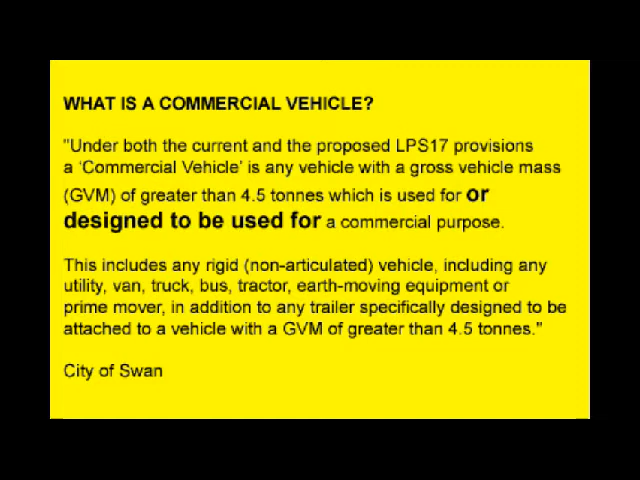 WHAT IS A COMMERCIAL VEHICLE?
"Under both the current and the proposed LPS17 provisions
a ‘Commercial Vehicle’ is any vehicle with a gross vehicle mass
(GVM) of greater than 4.5 tonnes which is used for or
designed to be used for a commercial purpose.
This includes any rigid (non-articulated) vehicle, including any
utility, van, truck, bus, tractor, earth-moving equipment or
prime mover, in addition to any trailer specifically designed to be
attached to a vehicle with a GVM of greater than 4.5 tonnes."
City of Swan